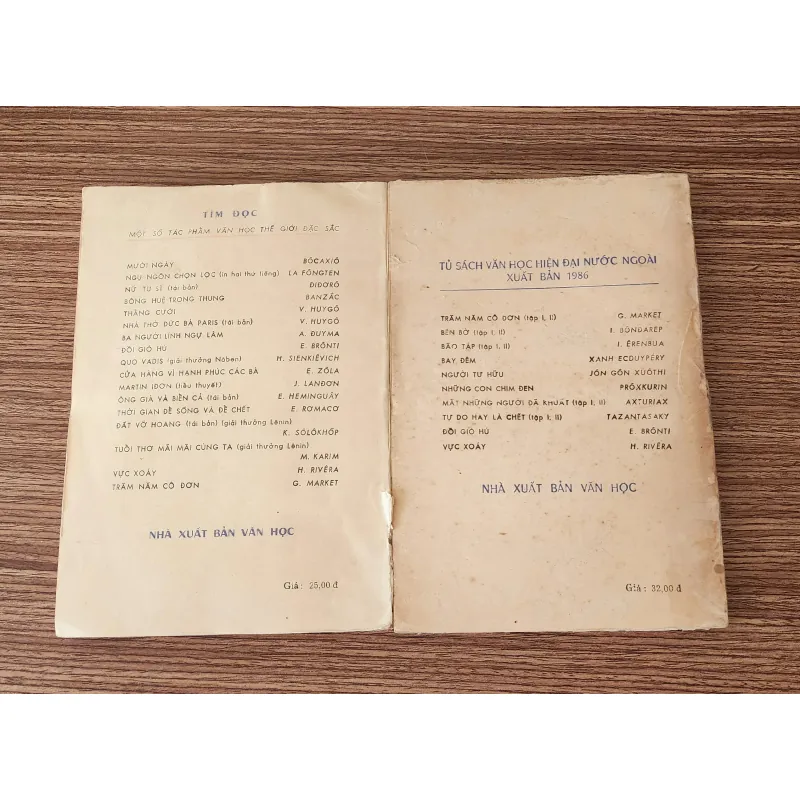 TÌM ĐỌC
MỘT SỐ TÁC PHẨM VĂN HỌC THẾ GIỚI ĐẶC SẮC
MƯỜI NGÀY BÔCAXIÔ
NGỤ NGÔN CHỌN LỌC (in hai thứ tiếng) LA FÔNGTEN
NỮ TU SĨ (tái bản) ĐIĐƠRÔ
BÔNG HUỆ TRONG THUNG BANZĂC
THẰNG CƯỜI V. HUYGÔ
NHÀ THỜ ĐỨC BÀ PARIS (tái bản) V. HUYGÔ
BA NGƯỜI LÍNH NGỰ LÂM A. ĐUYMA
ĐỒI GIÓ HÚ E. BRÔNTI
QUO VADIS (giải thưởng Nôben) H. SIENKIÊVICH
CỬA HÀNG VÌ HẠNH PHÚC CÁC BÀ E. ZÔLA
MARTIN IĐƠN (tiểu thuyết) J. LANĐƠN
ÔNG GIÀ VÀ BIỂN CẢ (tái bản) E. HEMINGUÂY
THỜI GIAN ĐỂ SỐNG VÀ ĐỂ CHẾT E. ROMACƠ
ĐẤT VỠ HOANG (tái bản) (giải thưởng Lênin)
K. SÔLÔKHỐP
TUỔI THƠ MÃI MÃI CÙNG TA (giải thưởng Lênin)
M. KARIM
VỰC XOÁY H. RIVÊRA
TRĂM NĂM CÔ ĐƠN G. MARKET
NHÀ XUẤT BẢN VĂN HỌC
Giá: 25,00 đ
TỦ SÁCH VĂN HỌC HIỆN ĐẠI NƯỚC NGOÀI
XUẤT BẢN 1986
TRĂM NĂM CÔ ĐƠN (tập I, II) G. MARKET
BẾN BỜ (tập I, II) I. BÔNĐAREP
BÃO TÁP (tập I, II) I. ÊRENBUA
BAY ĐÊM XANH ECDUYPÉRY
NGƯỜI TƯ HỮU JÔN GÔN XUÔTHI
NHỮNG CON CHIM ĐEN PRÔXKURIN
MẮT NHỮNG NGƯỜI ĐÃ KHUẤT (tập I, II) AXTURIAX
TỰ DO HAY LÀ CHẾT (tập I, II) TAZANTASAKY
ĐỒI GIÓ HÚ E. BRÔNTI
VỰC XOÁY H. RIVÊRA
NHÀ XUẤT BẢN VĂN HỌC
Giá: 32,00 đ